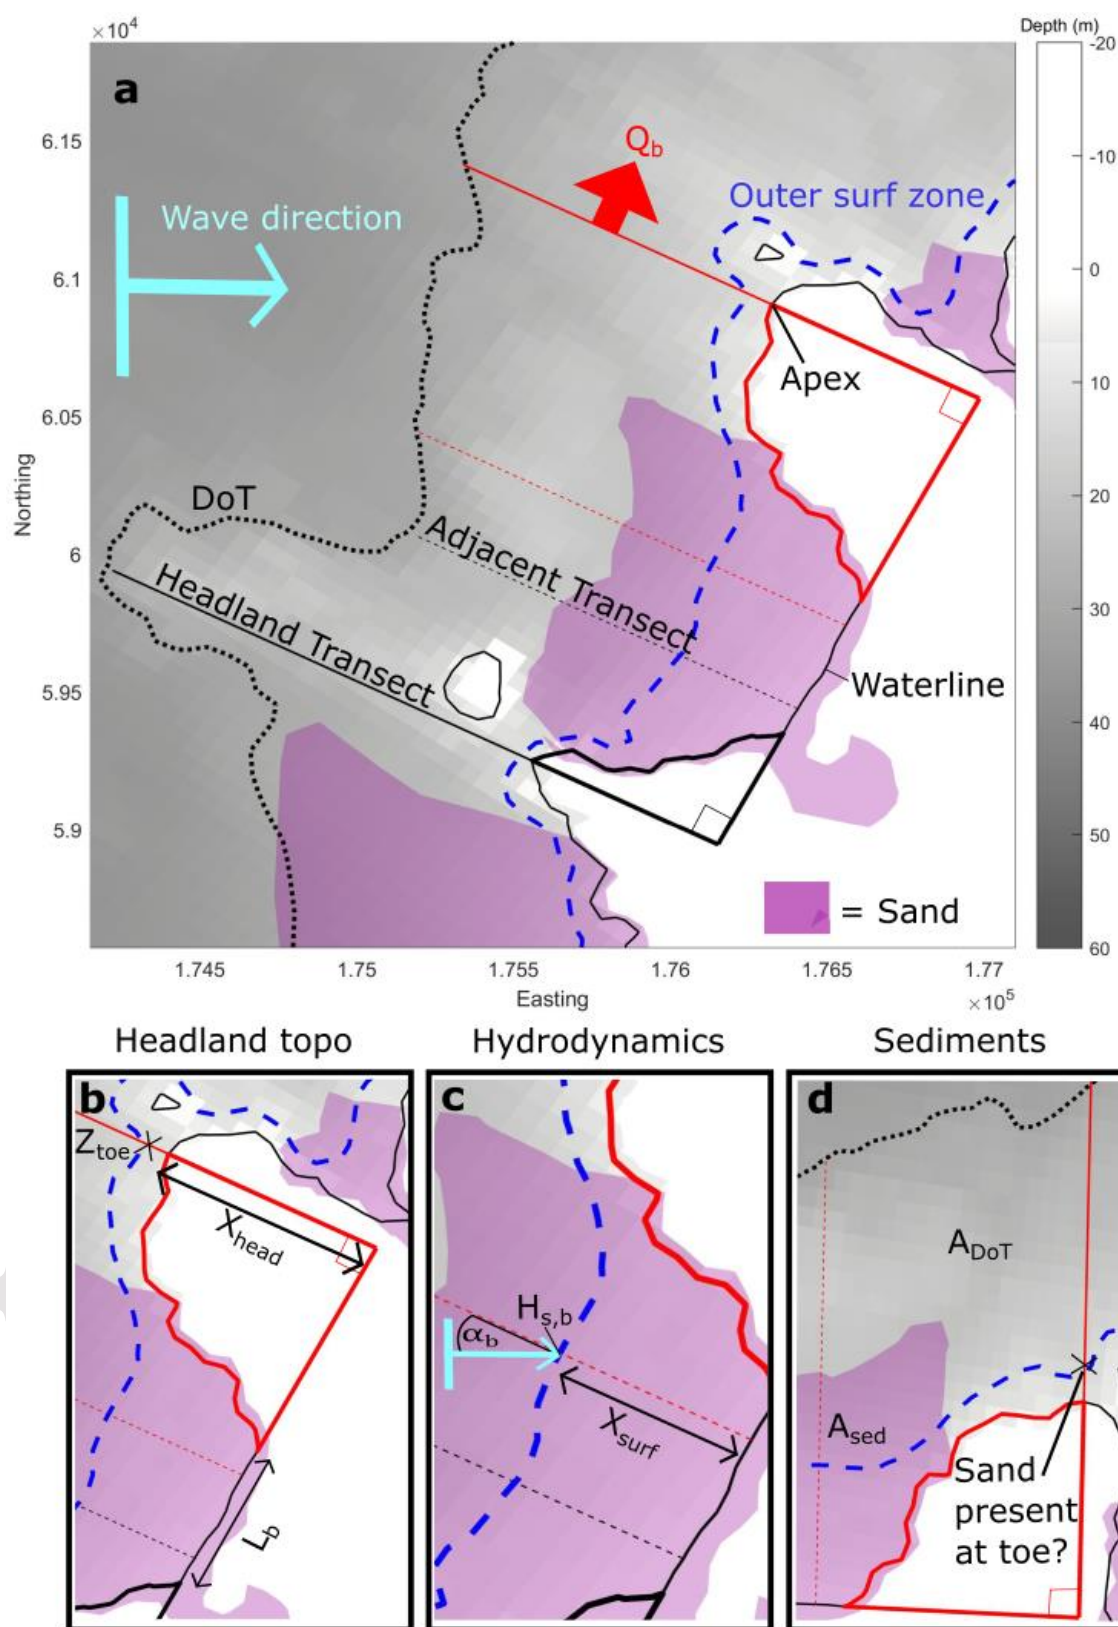 ×10⁴
Depth (m)
a
-20
-10
0
10
20
30
40
50
60
6.15
6.1
6.05
6
5.95
5.9
Northing
Q_b
Wave direction
Outer surf zone
Apex
DoT
Adjacent Transect
Headland Transect
Waterline
= Sand
1.745
1.75
1.755
1.76
1.765
1.77
Easting
×10⁵
Headland topo
Hydrodynamics
Sediments
b
Z_toe
X_head
L_b
c
H_s,b
α_b
X_surf
d
A_DoT
A_sed
Sand
present
at toe?